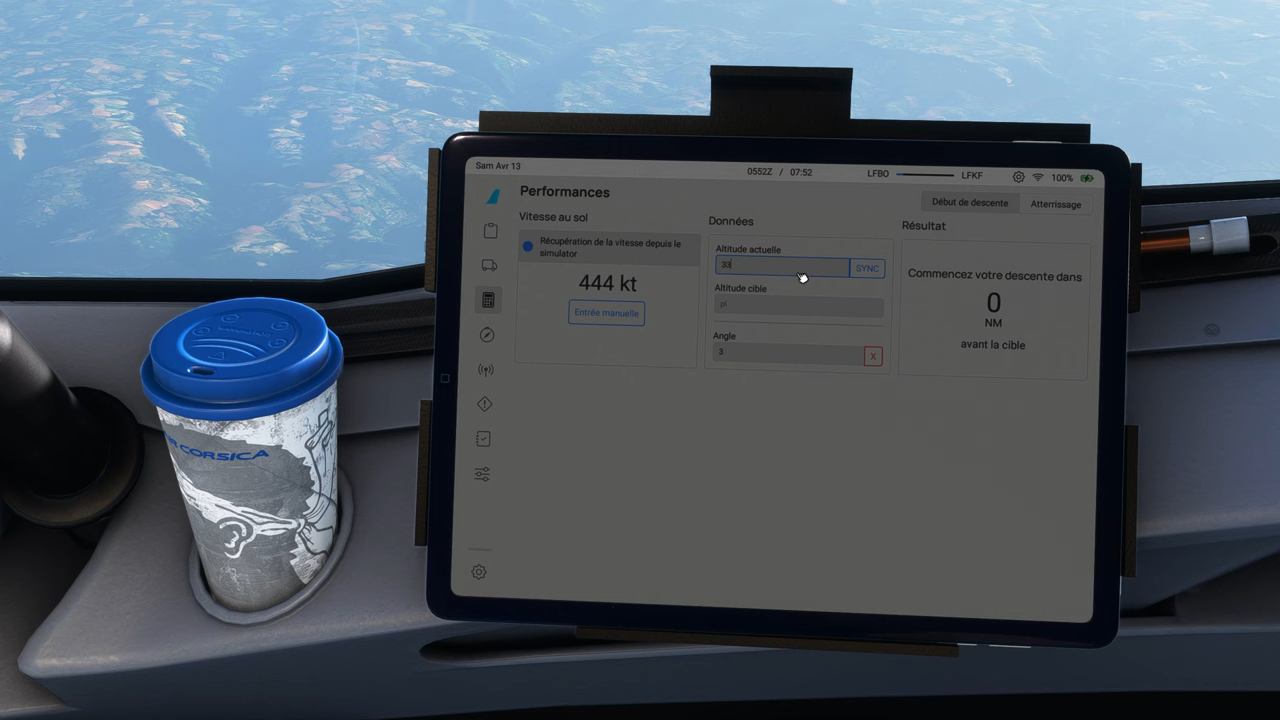 Sam Avr 13
0552Z / 07:52
LFBO
LFKF
100%
Performances
Début de descente
Atterrissage
Vitesse au sol
Récupération de la vitesse depuis le
simulator
444 kt
Entrée manuelle
Données
Altitude actuelle
33
SYNC
Altitude cible
pi
Angle
3
X
Résultat
Commencez votre descente dans
0
NM
avant la cible
CORSICA